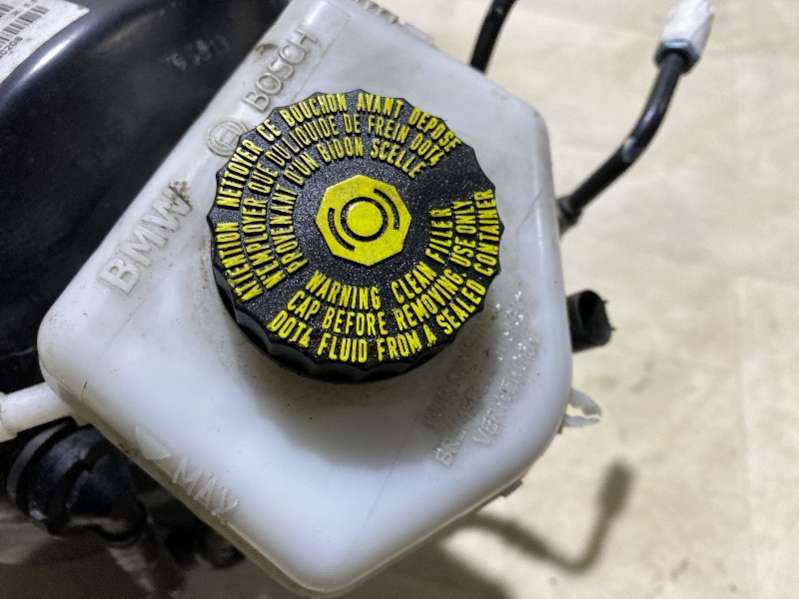 BOSCH
BMW
ATTENTION NETTOYER CE BOUCHON AVANT DEPOSE
N'EMPLOYER QUE DU LIQUIDE DE FREIN DOT4
PROVENANT D'UN BIDON SCELLE
WARNING CLEAN FILLER
CAP BEFORE REMOVING USE ONLY
DOT4 FLUID FROM A SEALED CONTAINER
MAX